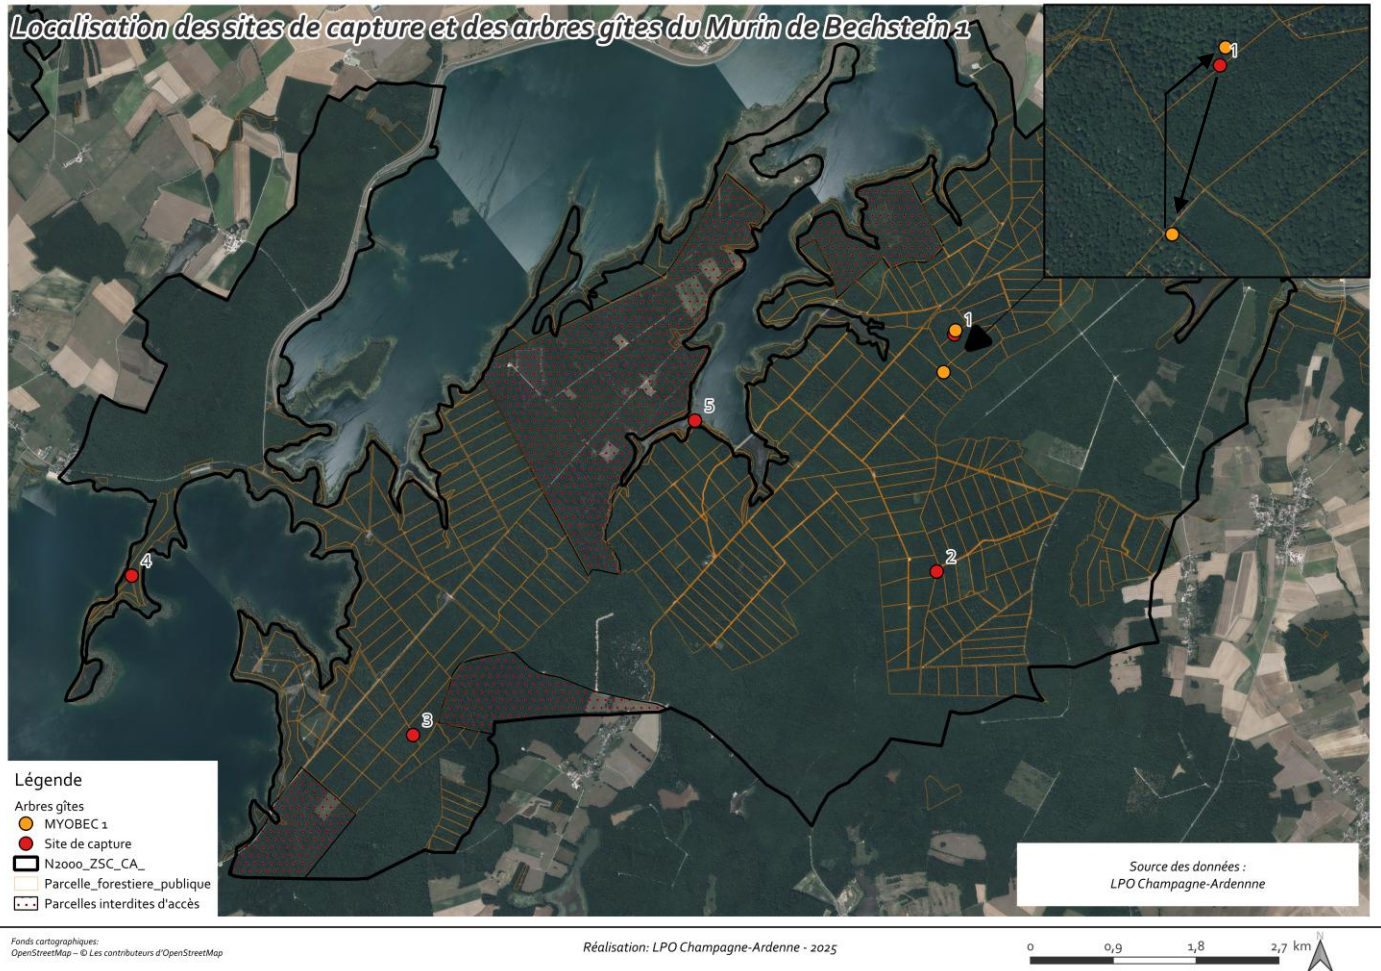 Localisation des sites de capture et des arbres gîtes du Murin de Bechstein 1
1
1
5
2
4
3
Légende
Arbres gîtes
MYOBEC 1
Site de capture
N2000_ZSC_CA_
Parcelle_forestiere_publique
Parcelles interdites d'accès
Source des données :
LPO Champagne-Ardennne
Fonds cartographiques:
OpenStreetMap – © Les contributeurs d'OpenStreetMap
Réalisation: LPO Champagne-Ardenne - 2025
0 0,9 1,8 2,7 km
N